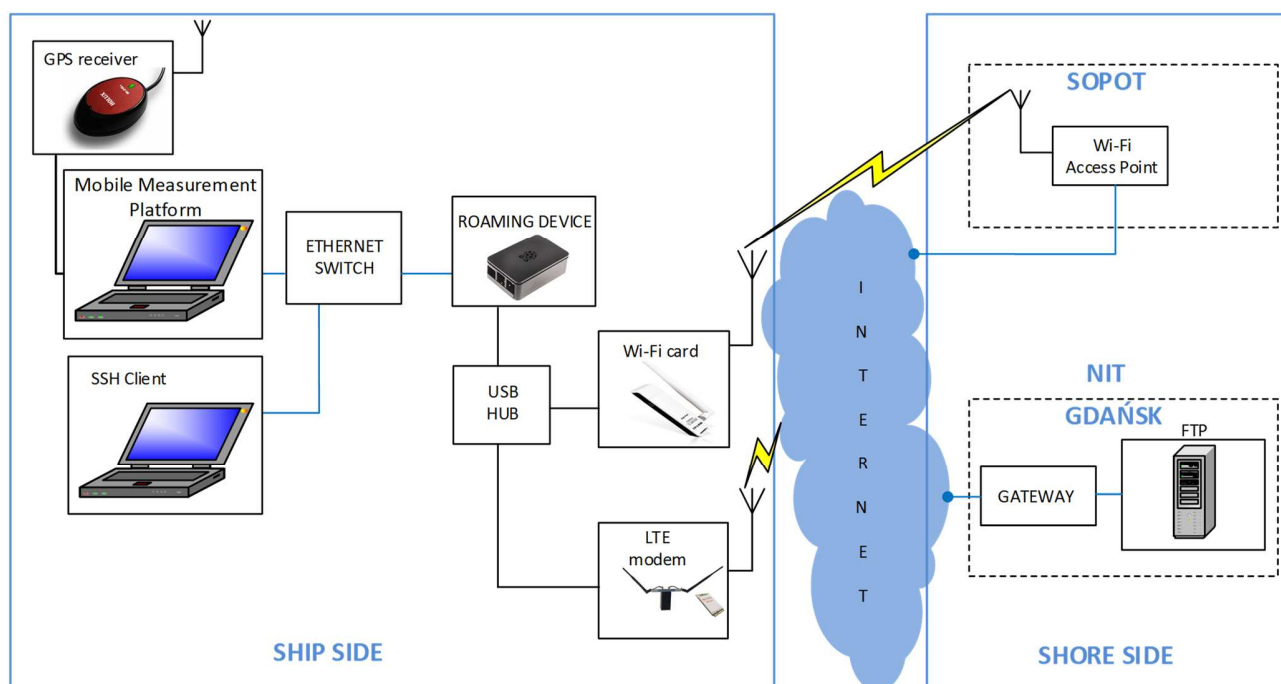 GPS receiver
Mobile Measurement
Platform
SSH Client
ETHERNET
SWITCH
ROAMING DEVICE
USB
HUB
Wi-Fi card
LTE
modem
SHIP SIDE
I
N
T
E
R
N
E
T
SOPOT
Wi-Fi
Access Point
NIT
GDAŃSK
FTP
GATEWAY
SHORE SIDE